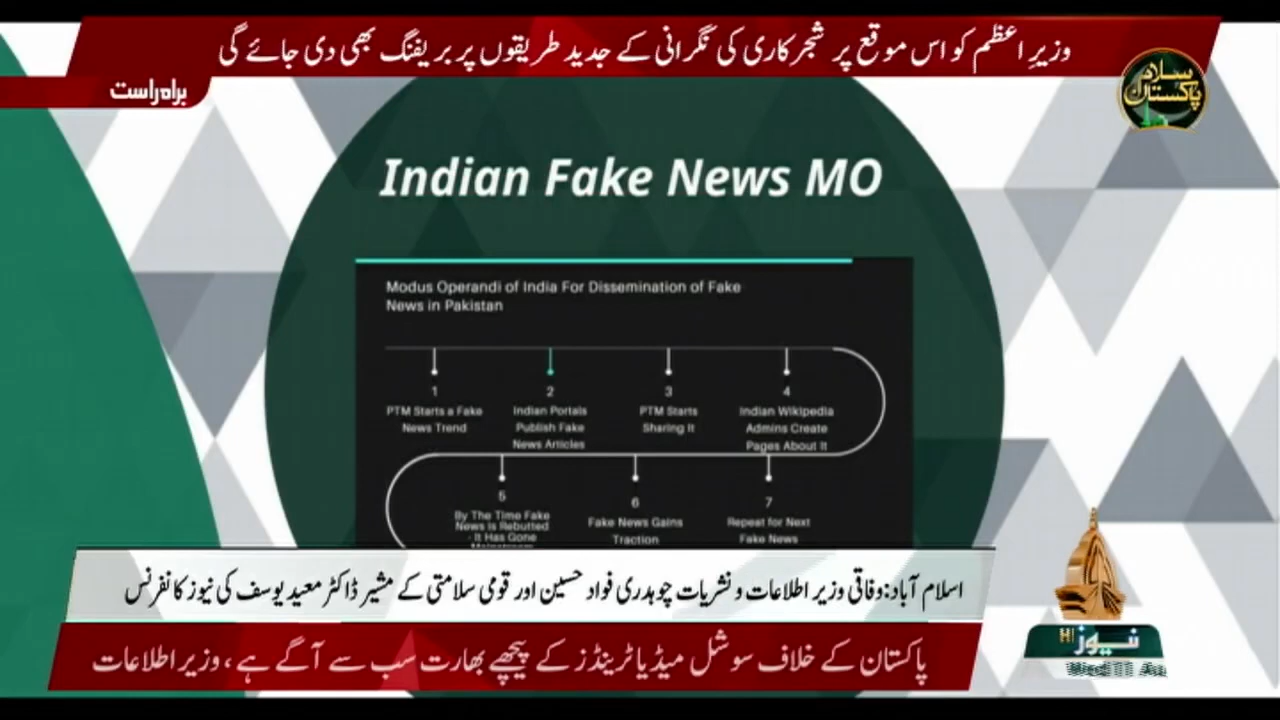 وزیرِ اعظم کو اس موقع پر شجرکاری کی نگرانی کے جدید طریقوں پر بریفنگ بھی دی جائے گی
براہ راست
سلام
پاکستان
Indian Fake News MO
Modus Operandi of India For Dissemination of Fake
News in Pakistan
1
PTM Starts a Fake
News Trend
2
Indian Portals
Publish Fake
News Articles
3
PTM Starts
Sharing It
4
Indian Wikipedia
Admins Create
Pages About It
5
By The Time Fake
News is Rebutted
- It Has Gone
Mainstream
6
Fake News Gains
Traction
7
Repeat for Next
Fake News
اسلام آباد:وفاقی وزیر اطلاعات و نشریات چوہدری فواد حسین اور قومی سلامتی کے مشیر ڈاکٹر معید یوسف کی نیوز کانفرنس
پاکستان کے خلاف سوشل میڈیا ٹرینڈز کے پیچھے بھارت سب سے آگے ہے ، وزیر اطلاعات
نیوز